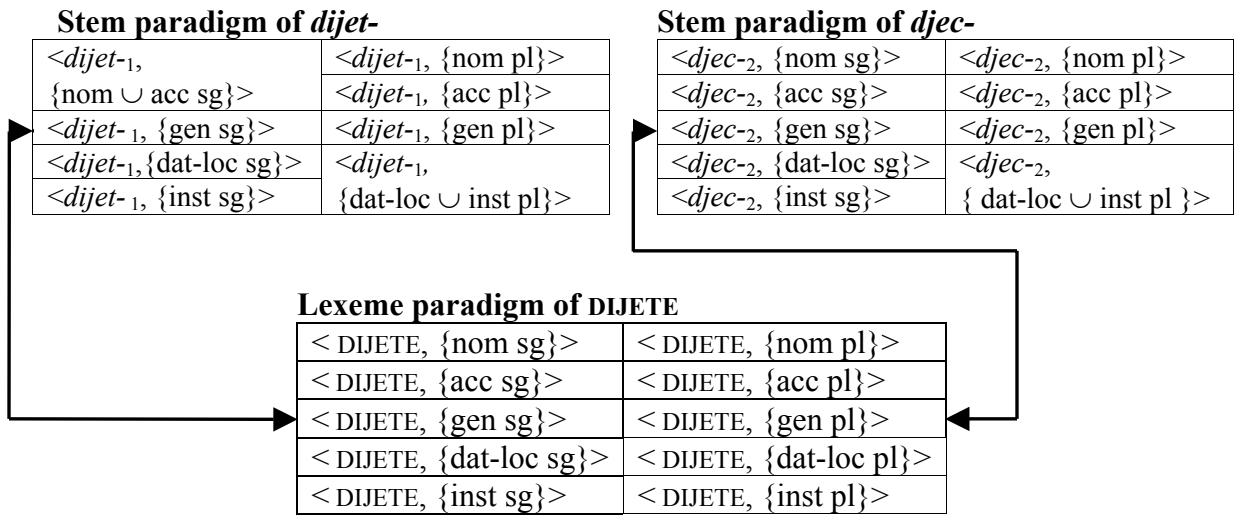 Stem paradigm of dijet-
<dijet-₁, {nom ∪ acc sg}> <dijet-₁, {nom pl}>
<dijet-₁, {acc pl}>
<dijet-₁, {gen sg}> <dijet-₁, {gen pl}>
<dijet-₁,{dat-loc sg}> <dijet-₁, {dat-loc ∪ inst pl}>
<dijet-₁, {inst sg}>
Stem paradigm of djec-
<djec-₂, {nom sg}> <djec-₂, {nom pl}>
<djec-₂, {acc sg}> <djec-₂, {acc pl}>
<djec-₂, {gen sg}> <djec-₂, {gen pl}>
<djec-₂, {dat-loc sg}> <djec-₂, { dat-loc ∪ inst pl }>
<djec-₂, {inst sg}>
Lexeme paradigm of DIJETE
< DIJETE, {nom sg}> < DIJETE, {nom pl}>
< DIJETE, {acc sg}> < DIJETE, {acc pl}>
< DIJETE, {gen sg}> < DIJETE, {gen pl}>
< DIJETE, {dat-loc sg}> < DIJETE, {dat-loc pl}>
< DIJETE, {inst sg}> < DIJETE, {inst pl}>